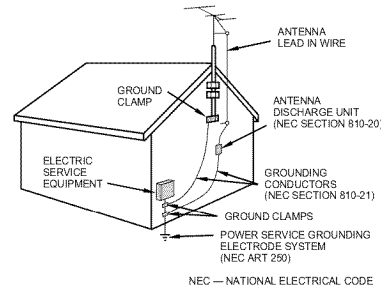 ANTENNA
LEAD IN WIRE
GROUND
CLAMP
ANTENNA
DISCHARGE UNIT
(NEC SECTION 810-20)
ELECTRIC
SERVICE
EQUIPMENT
GROUNDING
CONDUCTORS
(NEC SECTION 810-21)
GROUND CLAMPS
POWER SERVICE GROUNDING
ELECTRODE SYSTEM
(NEC ART 250)
NEC — NATIONAL ELECTRICAL CODE